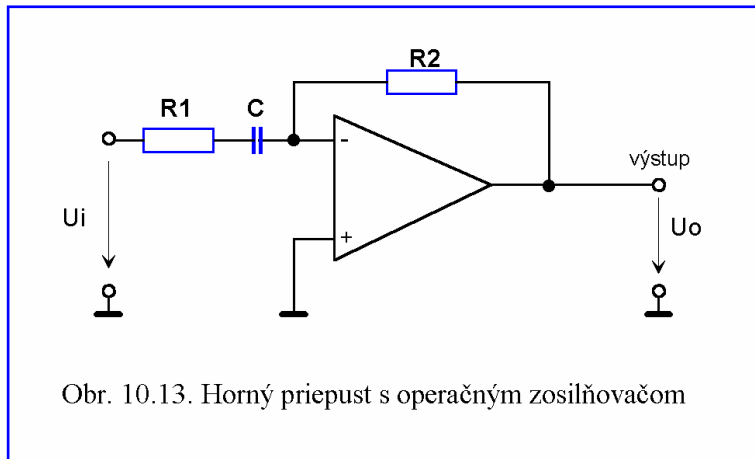 R2
R1
C
-
výstup
Ui
+
Uo
Obr. 10.13. Horný priepust s operačným zosilňovačom